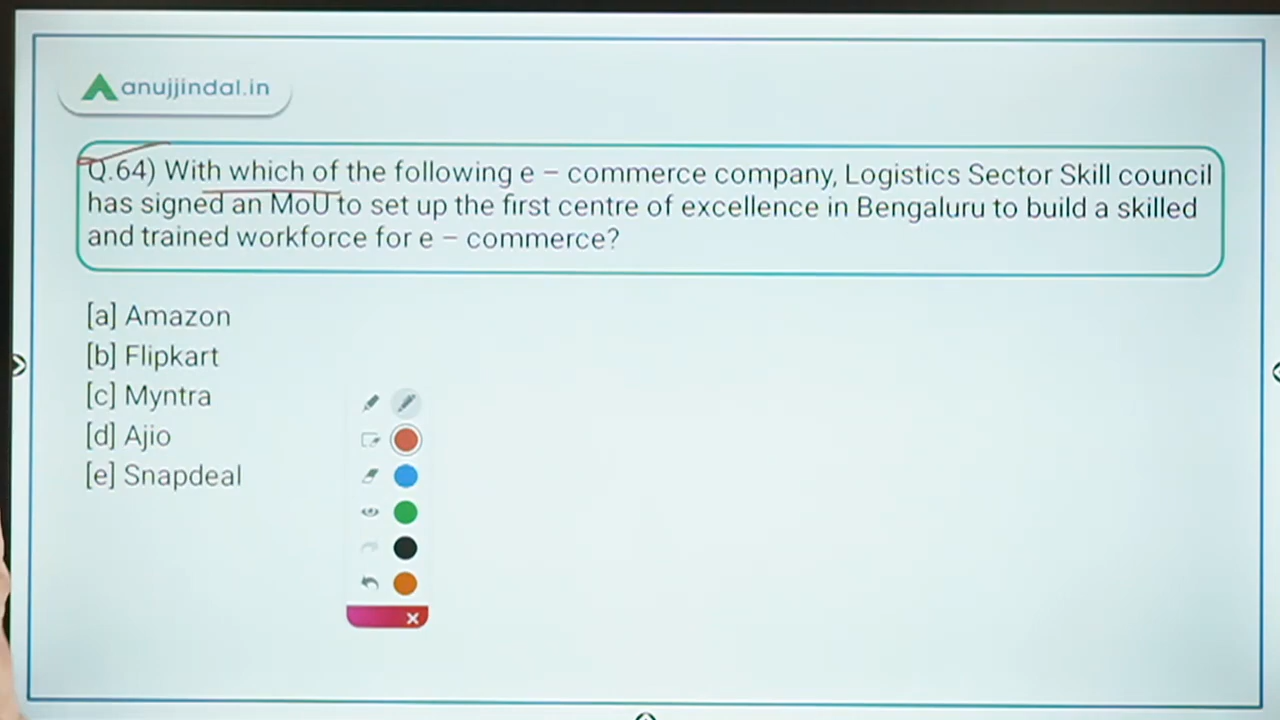 anujjindal.in
Q.64) With which of the following e – commerce company, Logistics Sector Skill council
has signed an MoU to set up the first centre of excellence in Bengaluru to build a skilled
and trained workforce for e – commerce?
[a] Amazon
[b] Flipkart
[c] Myntra
[d] Ajio
[e] Snapdeal